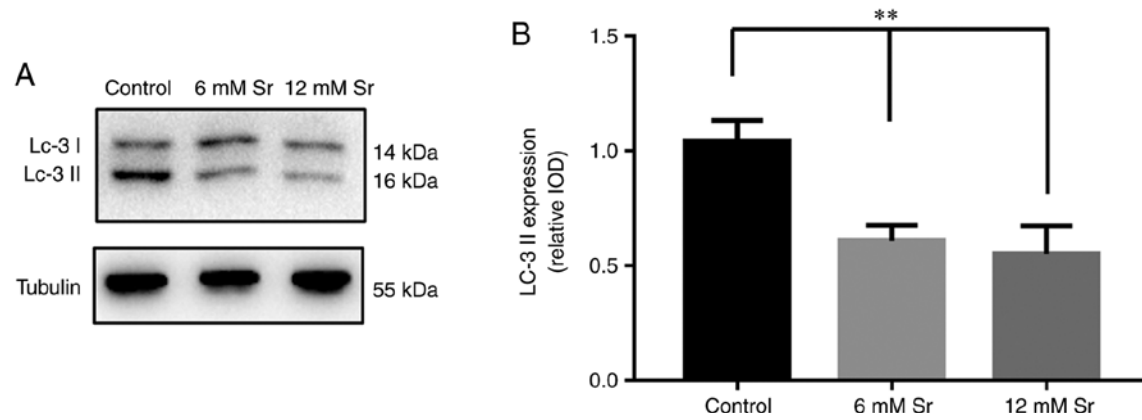 A
Control 6 mM Sr 12 mM Sr
Lc-3 I 14 kDa
Lc-3 II 16 kDa
Tubulin 55 kDa
B
**
LC-3 II expression
(relative IOD)
1.5
1.0
0.5
0.0
Control 6 mM Sr 12 mM Sr